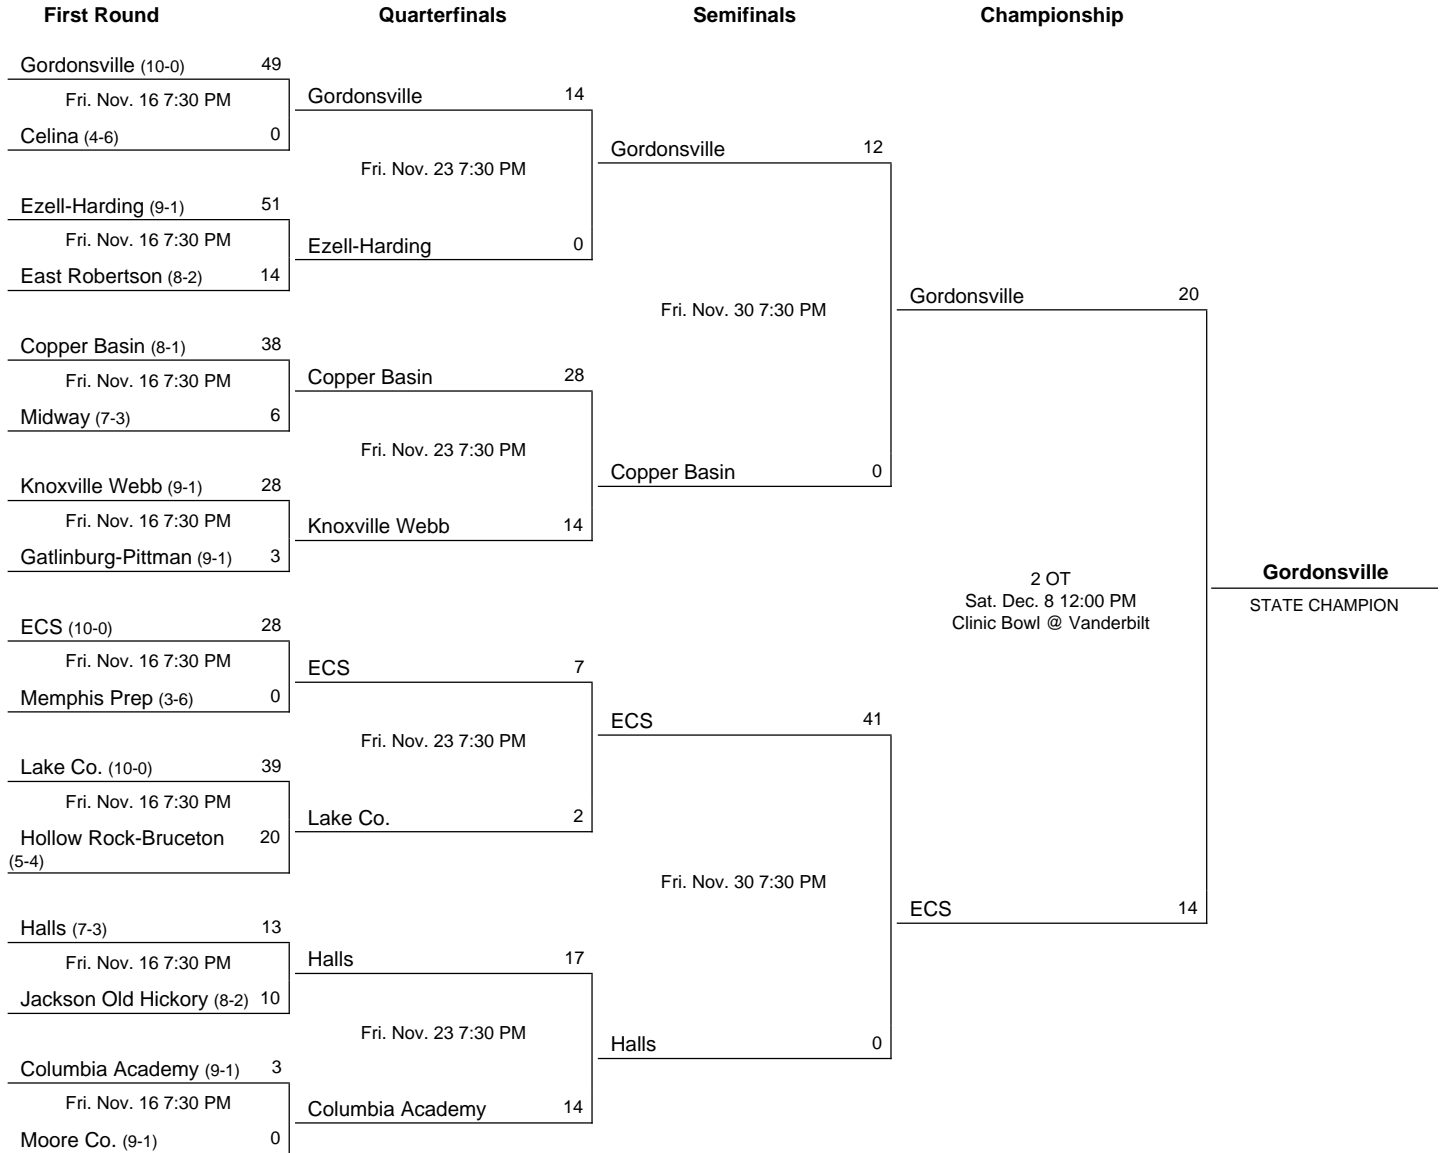 First Round Quarterfinals Semifinals Championship
Gordonsville (10-0) 49
Fri. Nov. 16 7:30 PM
Celina (4-6) 0
Ezell-Harding (9-1) 51
Fri. Nov. 16 7:30 PM
East Robertson (8-2) 14
Copper Basin (8-1) 38
Fri. Nov. 16 7:30 PM
Midway (7-3) 6
Knoxville Webb (9-1) 28
Fri. Nov. 16 7:30 PM
Gatlinburg-Pittman (9-1) 3
ECS (10-0) 28
Fri. Nov. 16 7:30 PM
Memphis Prep (3-6) 0
Lake Co. (10-0) 39
Fri. Nov. 16 7:30 PM
Hollow Rock-Bruceton 20
(5-4)
Halls (7-3) 13
Fri. Nov. 16 7:30 PM
Jackson Old Hickory (8-2) 10
Columbia Academy (9-1) 3
Fri. Nov. 16 7:30 PM
Moore Co. (9-1) 0
Gordonsville 14
Fri. Nov. 23 7:30 PM
Ezell-Harding 0
Copper Basin 28
Fri. Nov. 23 7:30 PM
Knoxville Webb 14
ECS 7
Fri. Nov. 23 7:30 PM
Lake Co. 2
Halls 17
Fri. Nov. 23 7:30 PM
Columbia Academy 14
Gordonsville 12
Fri. Nov. 30 7:30 PM
Copper Basin 0
ECS 41
Fri. Nov. 30 7:30 PM
Halls 0
Gordonsville 20
2 OT
Sat. Dec. 8 12:00 PM
Clinic Bowl @ Vanderbilt
ECS 14
Gordonsville
STATE CHAMPION